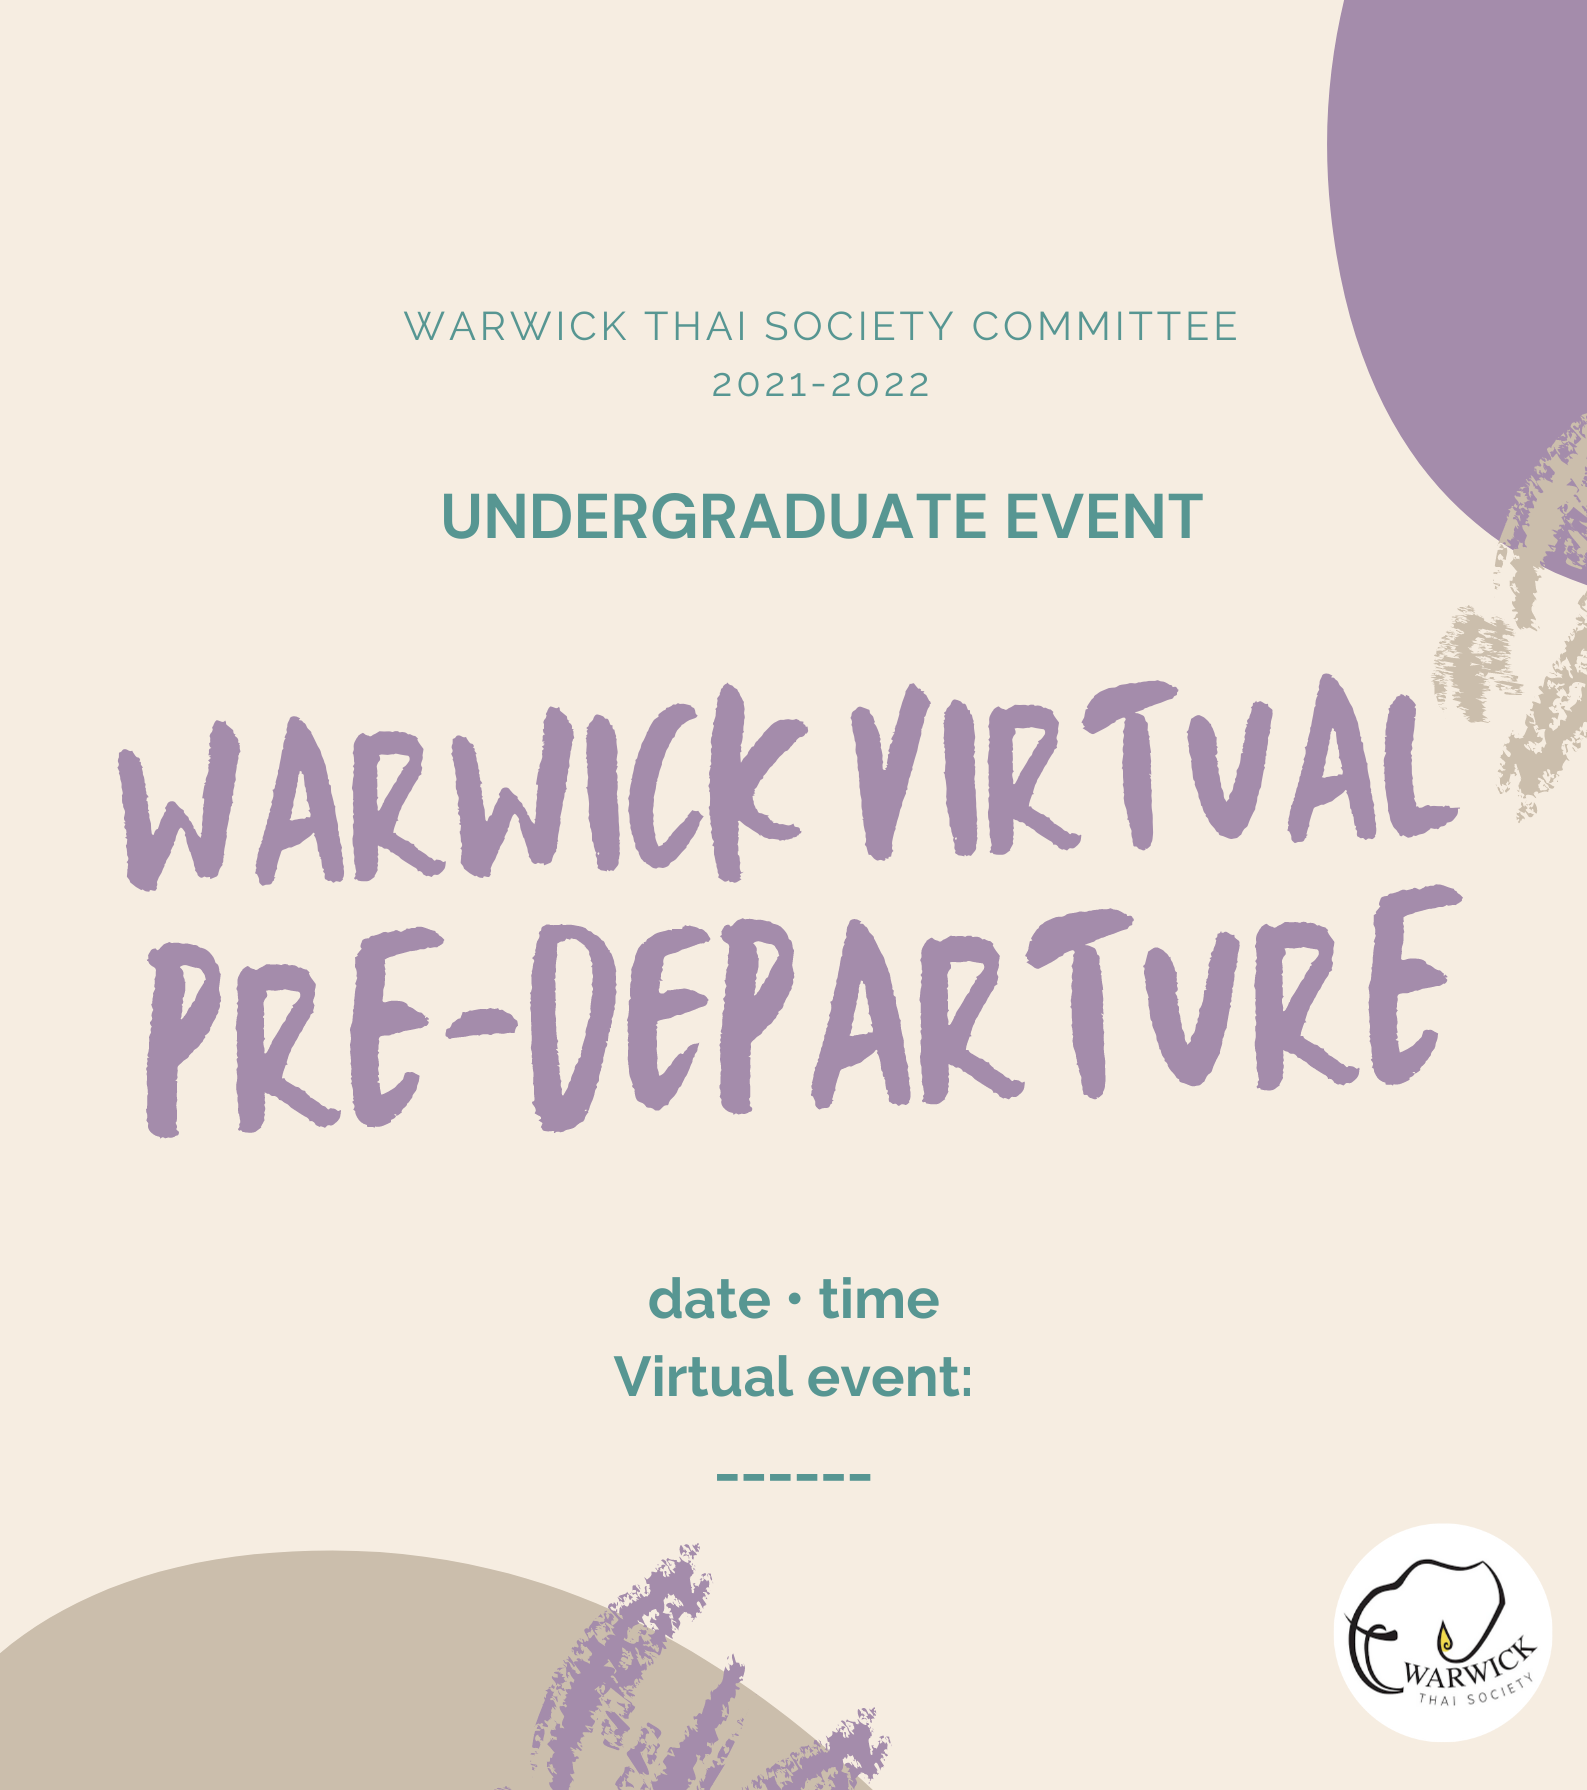 WARWICK THAI SOCIETY COMMITTEE
2021-2022
UNDERGRADUATE EVENT
WARWICK VIRTUAL
PRE-DEPARTURE
date • time
Virtual event:
------
WARWICK
THAI SOCIETY